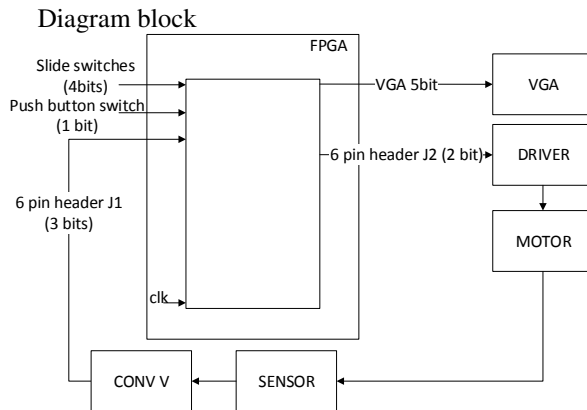 Diagram block
FPGA
Slide switches
(4bits)
Push button switch
(1 bit)
VGA 5bit
VGA
6 pin header J2 (2 bit)
DRIVER
6 pin header J1
(3 bits)
MOTOR
clk
CONV V
SENSOR